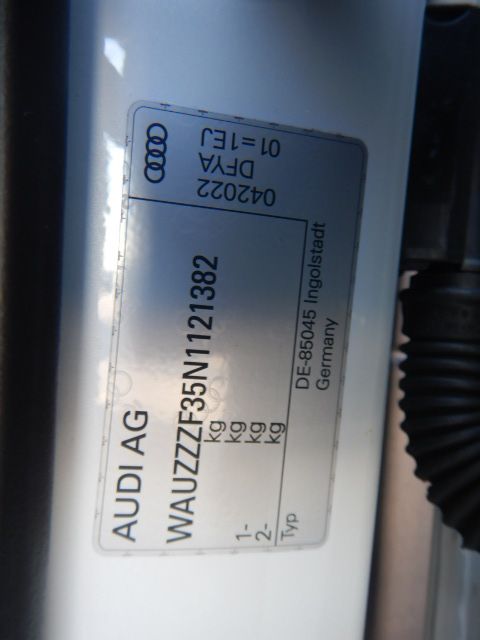 AUDI AG
WAUZZZF35N1121382
kg
kg
1- kg
2- kg
Typ
DE-85045 Ingolstadt
Germany
042022
DFYA
01=1EJ